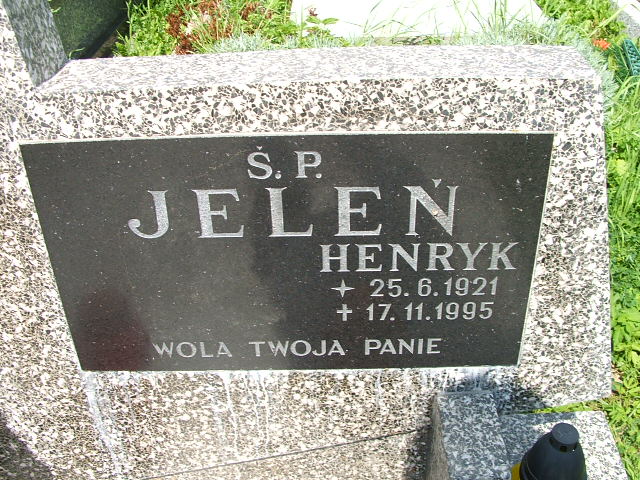 Ś. P.
JELEŃ
HENRYK
✦ 25. 6. 1921
+ 17. 11. 1995
WOLA TWOJA PANIE